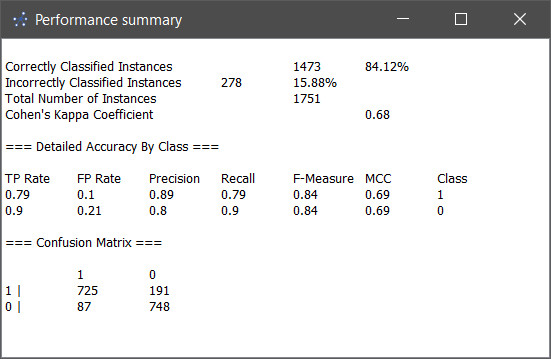 Performance summary
Correctly Classified Instances 1473 84.12%
Incorrectly Classified Instances 278 15.88%
Total Number of Instances 1751
Cohen's Kappa Coefficient 0.68
=== Detailed Accuracy By Class ===
TP Rate FP Rate Precision Recall F-Measure MCC Class
0.79 0.1 0.89 0.79 0.84 0.69 1
0.9 0.21 0.8 0.9 0.84 0.69 0
=== Confusion Matrix ===
1 0
1 | 725 191
0 | 87 748